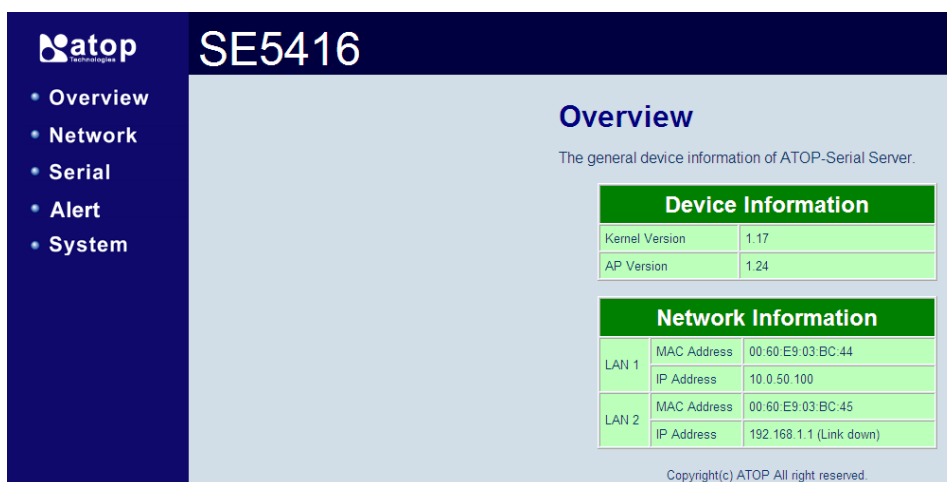 atop
Technologies
SE5416
Overview
Network
Serial
Alert
System
Overview
The general device information of ATOP-Serial Server.
Device Information
Kernel Version 1.17
AP Version 1.24
Network Information
LAN 1
MAC Address 00:60:E9:03:BC:44
IP Address 10.0.50.100
LAN 2
MAC Address 00:60:E9:03:BC:45
IP Address 192.168.1.1 (Link down)
Copyright(c) ATOP All right reserved.